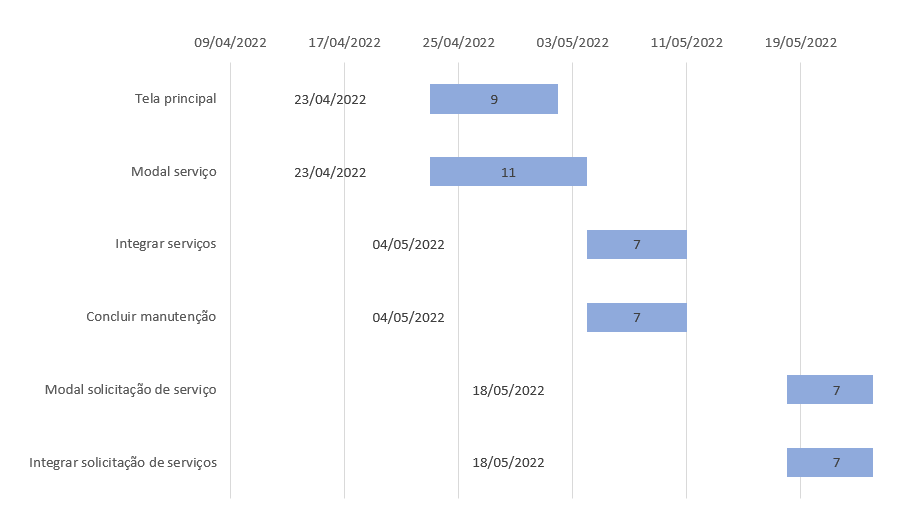 09/04/2022 17/04/2022 25/04/2022 03/05/2022 11/05/2022 19/05/2022
Tela principal 23/04/2022 9
Modal serviço 23/04/2022 11
Integrar serviços 04/05/2022 7
Concluir manutenção 04/05/2022 7
Modal solicitação de serviço 18/05/2022 7
Integrar solicitação de serviços 18/05/2022 7